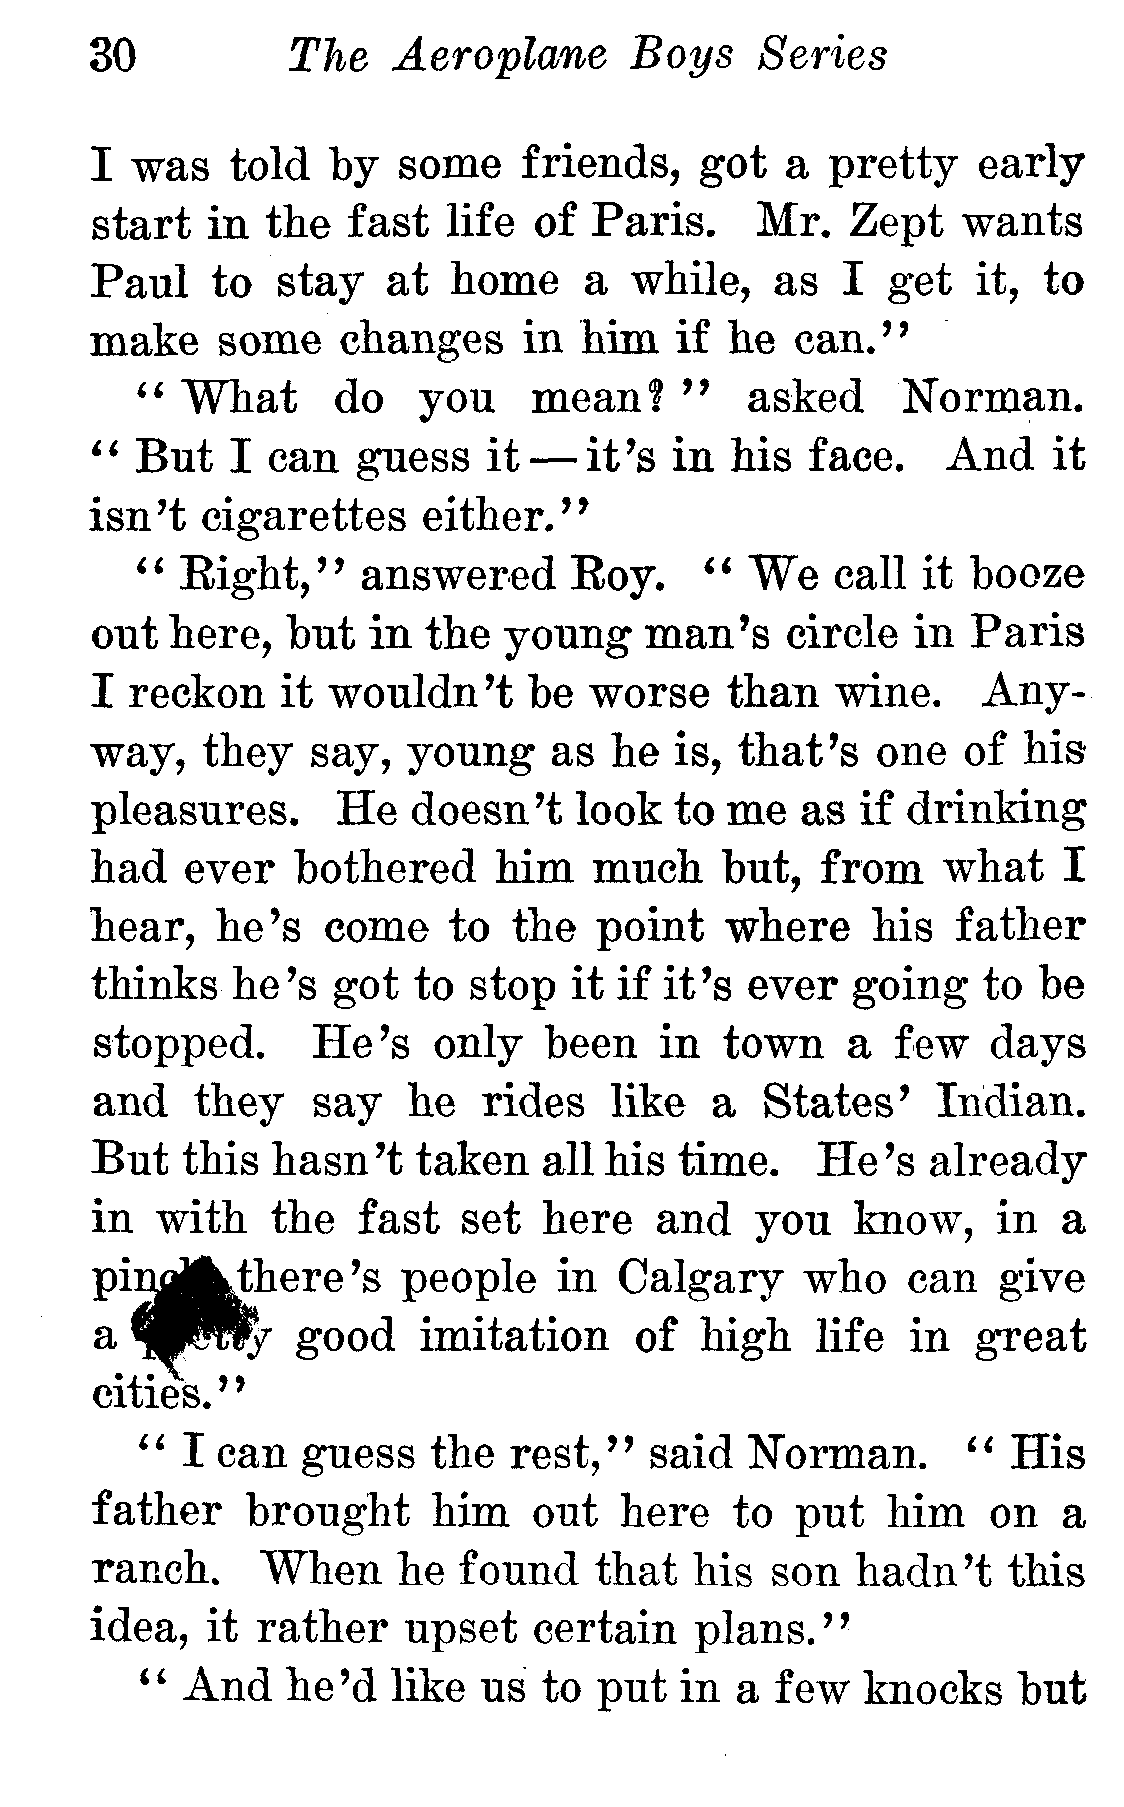 30 The Aeroplane Boys Series
I was told by some friends, got a pretty early
start in the fast life of Paris. Mr. Zept wants
Paul to stay at home a while, as I get it, to
make some changes in him if he can."
"What do you mean?" asked Norman.
"But I can guess it—it's in his face. And it
isn't cigarettes either."
"Right," answered Roy. "We call it booze
out here, but in the young man's circle in Paris
I reckon it wouldn't be worse than wine. Any-
way, they say, young as he is, that's one of his
pleasures. He doesn't look to me as if drinking
had ever bothered him much but, from what I
hear, he's come to the point where his father
thinks he's got to stop it if it's ever going to be
stopped. He's only been in town a few days
and they say he rides like a States' Indian.
But this hasn't taken all his time. He's already
in with the fast set here and you know, in a
pinch there's people in Calgary who can give
a pretty good imitation of high life in great
cities."
"I can guess the rest," said Norman. "His
father brought him out here to put him on a
ranch. When he found that his son hadn't this
idea, it rather upset certain plans."
"And he'd like us to put in a few knocks but